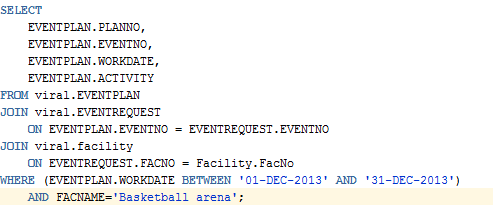 SELECT
    EVENTPLAN.PLANNO,
    EVENTPLAN.EVENTNO,
    EVENTPLAN.WORKDATE,
    EVENTPLAN.ACTIVITY
FROM viral.EVENTPLAN
JOIN viral.EVENTREQUEST
    ON EVENTPLAN.EVENTNO = EVENTREQUEST.EVENTNO
JOIN viral.facility
    ON EVENTREQUEST.FACNO = Facility.FacNo
WHERE (EVENTPLAN.WORKDATE BETWEEN '01-DEC-2013' AND '31-DEC-2013')
    AND FACNAME='Basketball arena';